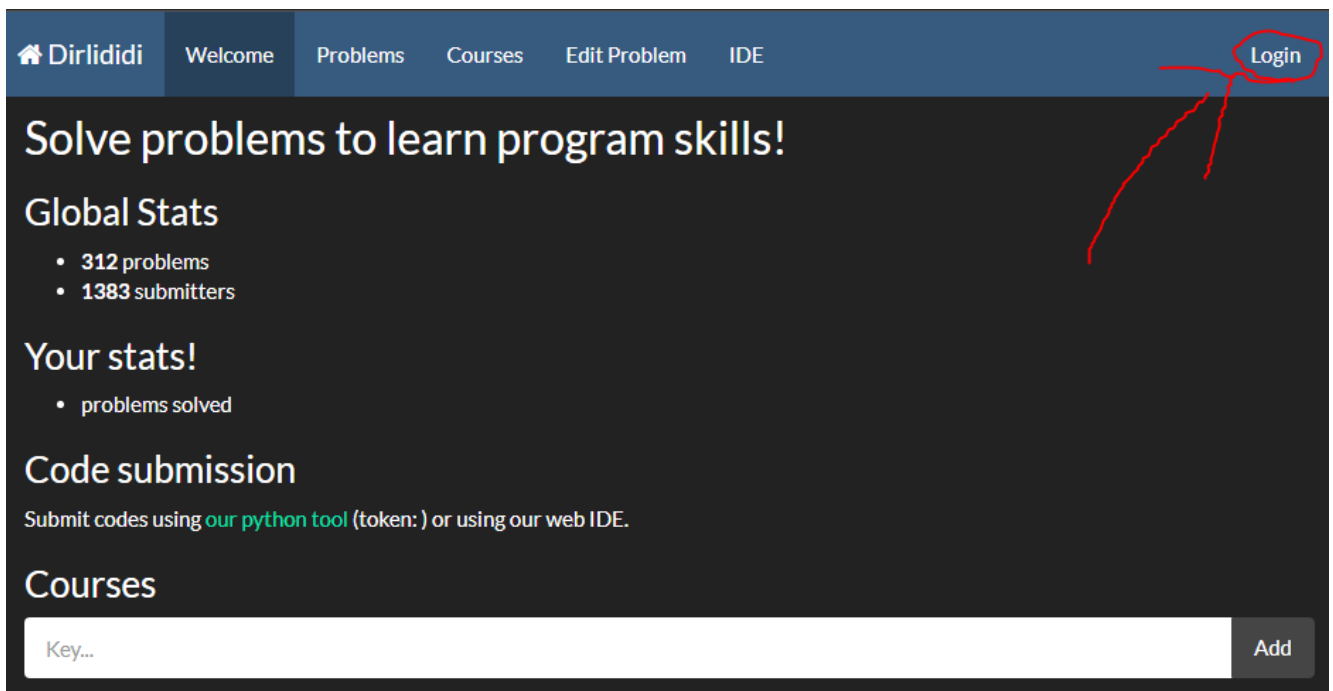 Dirlididi Welcome Problems Courses Edit Problem IDE Login
Solve problems to learn program skills!
Global Stats
312 problems
1383 submitters
Your stats!
problems solved
Code submission
Submit codes using our python tool (token: ) or using our web IDE.
Courses
Key... Add